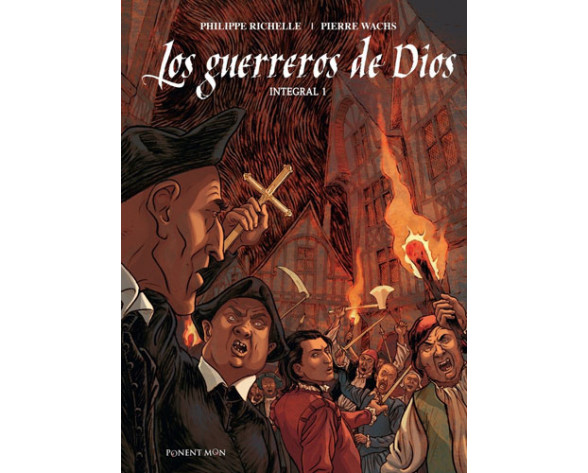 PHILIPPE RICHELLE | PIERRE WACHS
Los guerreros de Dios
INTEGRAL 1
PONENT MON